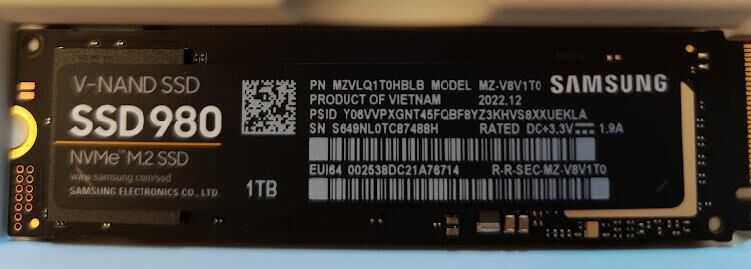 V-NAND SSD
SSD 980
NVMe™ M.2 SSD
www.samsung.com/ssd
SAMSUNG ELECTRONICS CO., LTD.
1TB
PN MZVLQ1T0HBLB MODEL MZ-V8V1T0 SAMSUNG
PRODUCT OF VIETNAM 2022.12
PSID Y06VVPXGNT45FQBF8YZ3KHVS8XXUEKLA
SN S649NL0TC87488H RATED DC+3.3V⎓ 1.9A
EUI64 002538DC21A76714 R-R-SEC-MZ-V8V1T0